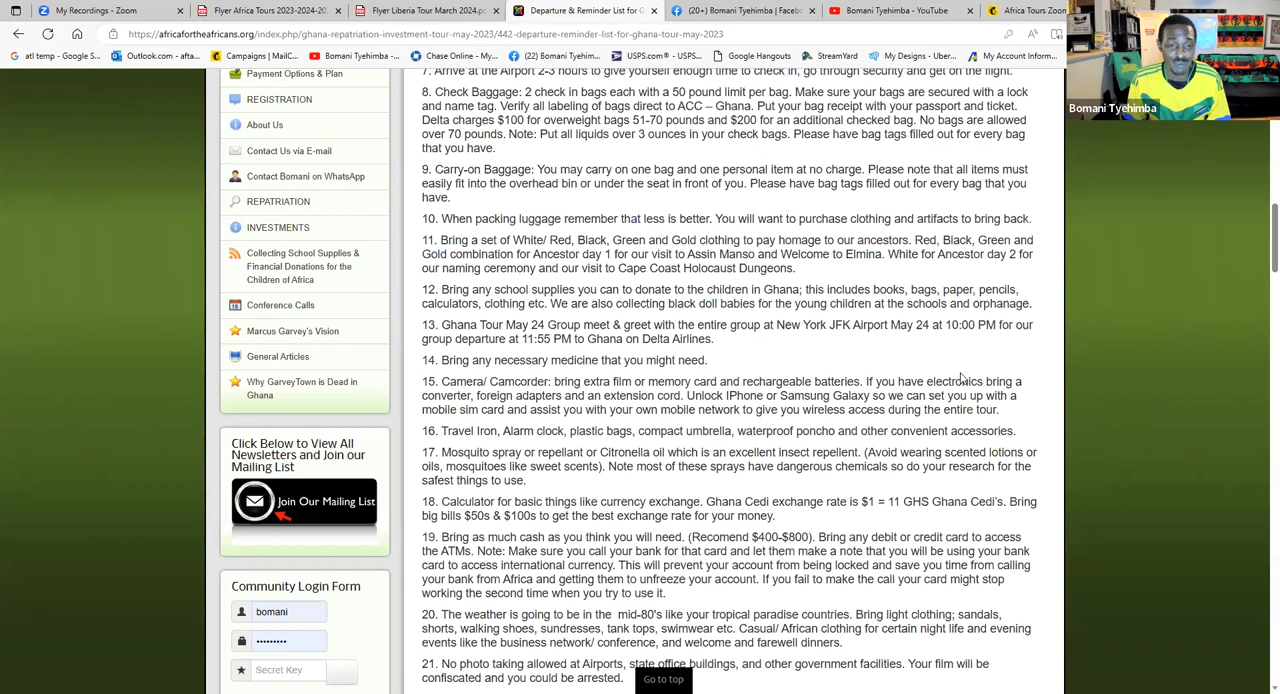 My Recordings - Zoom
Flyer Africa Tours 2023-2024-20
Flyer Liberia Tour March 2024.c
Departure & Reminder List for G
(20+) Bomani Tyehimba | Facebo
Bomani Tyehimba - YouTube
Africa Tours Zoom
https://africafortheafricans.org/index.php/ghana-repatriation-investment-tour-may-2023/442-departure-reminder-list-for-ghana-tour-may-2023
atl temp - Google S...
Outlook.com - afta...
Campaigns | MailC...
Bomani Tyehimba -...
Chase Online - My...
(22) Bomani Tyehi...
USPS.com® - USPS...
Google Hangouts
StreamYard
My Dashboard - Ube...
My Account | Ances...
Bomani Tyehimba
Payment Options & Plan
REGISTRATION
About Us
Contact Us via E-mail
Contact Bomani on WhatsApp
REPATRIATION
INVESTMENTS
Collecting School Supplies &
Financial Donations for the
Children of Africa
Conference Calls
Marcus Garvey's Vision
General Articles
Why GarveyTown is Dead in
Ghana
Click Below to View All
Newsletters and Join our
Mailing List
Join Our Mailing List
Community Login Form
bomani
•••••••••
Secret Key
7. Arrive at the Airport 2-3 hours to give yourself enough time to check in, go through security and get on the flight.
8. Check Baggage: 2 check in bags each with a 50 pound limit per bag. Make sure your bags are secured with a lock
and name tag. Verify all labeling of bags direct to ACC – Ghana. Put your bag receipt with your passport and ticket.
Delta charges $100 for overweight bags 51-70 pounds and $200 for an additional checked bag. No bags are allowed
over 70 pounds. Note: Put all liquids over 3 ounces in your check bags. Please have bag tags filled out for every bag
that you have.
9. Carry-on Baggage: You may carry on one bag and one personal item at no charge. Please note that all items must
easily fit into the overhead bin or under the seat in front of you. Please have bag tags filled out for every bag that you
have.
10. When packing luggage remember that less is better. You will want to purchase clothing and artifacts to bring back.
11. Bring a set of White/ Red, Black, Green and Gold clothing to pay homage to our ancestors. Red, Black, Green and
Gold combination for Ancestor day 1 for our visit to Assin Manso and Welcome to Elmina. White for Ancestor day 2 for
our naming ceremony and our visit to Cape Coast Holocaust Dungeons.
12. Bring any school supplies you can to donate to the children in Ghana; this includes books, bags, paper, pencils,
calculators, clothing etc. We are also collecting black doll babies for the young children at the schools and orphanage.
13. Ghana Tour May 24 Group meet & greet with the entire group at New York JFK Airport May 24 at 10:00 PM for our
group departure at 11:55 PM to Ghana on Delta Airlines.
14. Bring any necessary medicine that you might need.
15. Camera/ Camcorder: bring extra film or memory card and rechargeable batteries. If you have electronics bring a
converter, foreign adapters and an extension cord. Unlock IPhone or Samsung Galaxy so we can set you up with a
mobile sim card and assist you with your own mobile network to give you wireless access during the entire tour.
16. Travel Iron, Alarm clock, plastic bags, compact umbrella, waterproof poncho and other convenient accessories.
17. Mosquito spray or repellant or Citronella oil which is an excellent insect repellent. (Avoid wearing scented lotions or
oils, mosquitoes like sweet scents). Note most of these sprays have dangerous chemicals so do your research for the
safest things to use.
18. Calculator for basic things like currency exchange. Ghana Cedi exchange rate is $1 = 11 GHS Ghana Cedi's. Bring
big bills $50s & $100s to get the best exchange rate for your money.
19. Bring as much cash as you think you will need. (Recomend $400-$800). Bring any debit or credit card to access
the ATMs. Note: Make sure you call your bank for that card and let them make a note that you will be using your bank
card to access international currency. This will prevent your account from being locked and save you time from calling
your bank from Africa and getting them to unfreeze your account. If you fail to make the call your card might stop
working the second time when you try to use it.
20. The weather is going to be in the mid-80's like your tropical paradise countries. Bring light clothing; sandals,
shorts, walking shoes, sundresses, tank tops, swimwear etc. Casual/ African clothing for certain night life and evening
events like the business network/ conference, and welcome and farewell dinners.
21. No photo taking allowed at Airports, state office buildings, and other government facilities. Your film will be
confiscated and you could be arrested.
Go to top